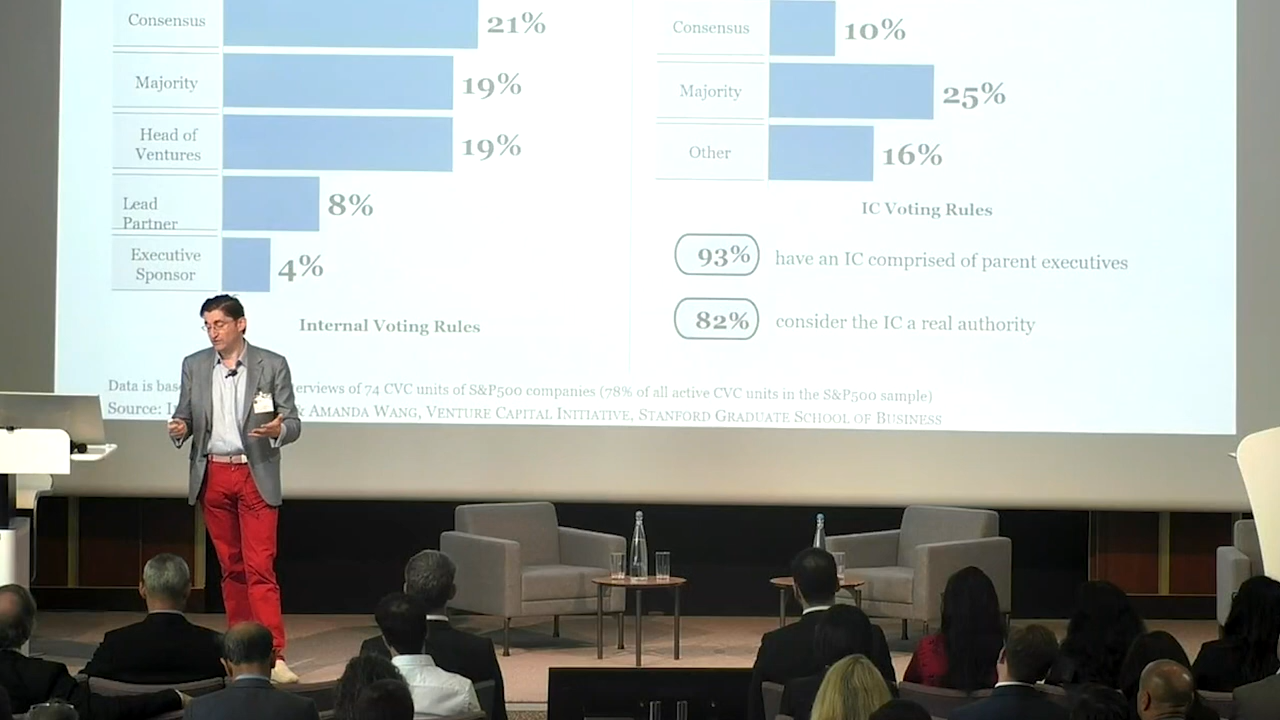 Consensus 21%
Majority 19%
Head of
Ventures 19%
Lead
Partner 8%
Executive
Sponsor 4%
Internal Voting Rules
Consensus 10%
Majority 25%
Other 16%
IC Voting Rules
93% have an IC comprised of parent executives
82% consider the IC a real authority
Data is of 74 CVC units of S&P500 companies (78% of all active CVC units in the S&P500 sample)
Source: & AMANDA WANG, VENTURE CAPITAL INITIATIVE, STANFORD GRADUATE SCHOOL OF BUSINESS